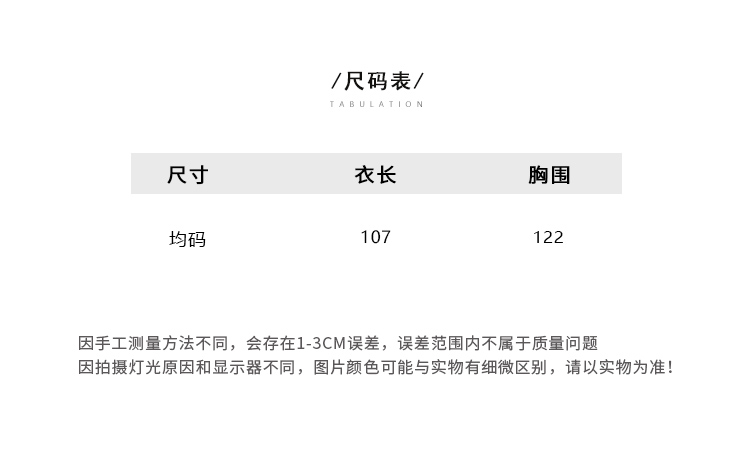 /尺码表/
TABULATION
尺寸 衣长 胸围
均码 107 122
因手工测量方法不同，会存在1-3CM误差，误差范围内不属于质量问题
因拍摄灯光原因和显示器不同，图片颜色可能与实物有细微区别，请以实物为准！